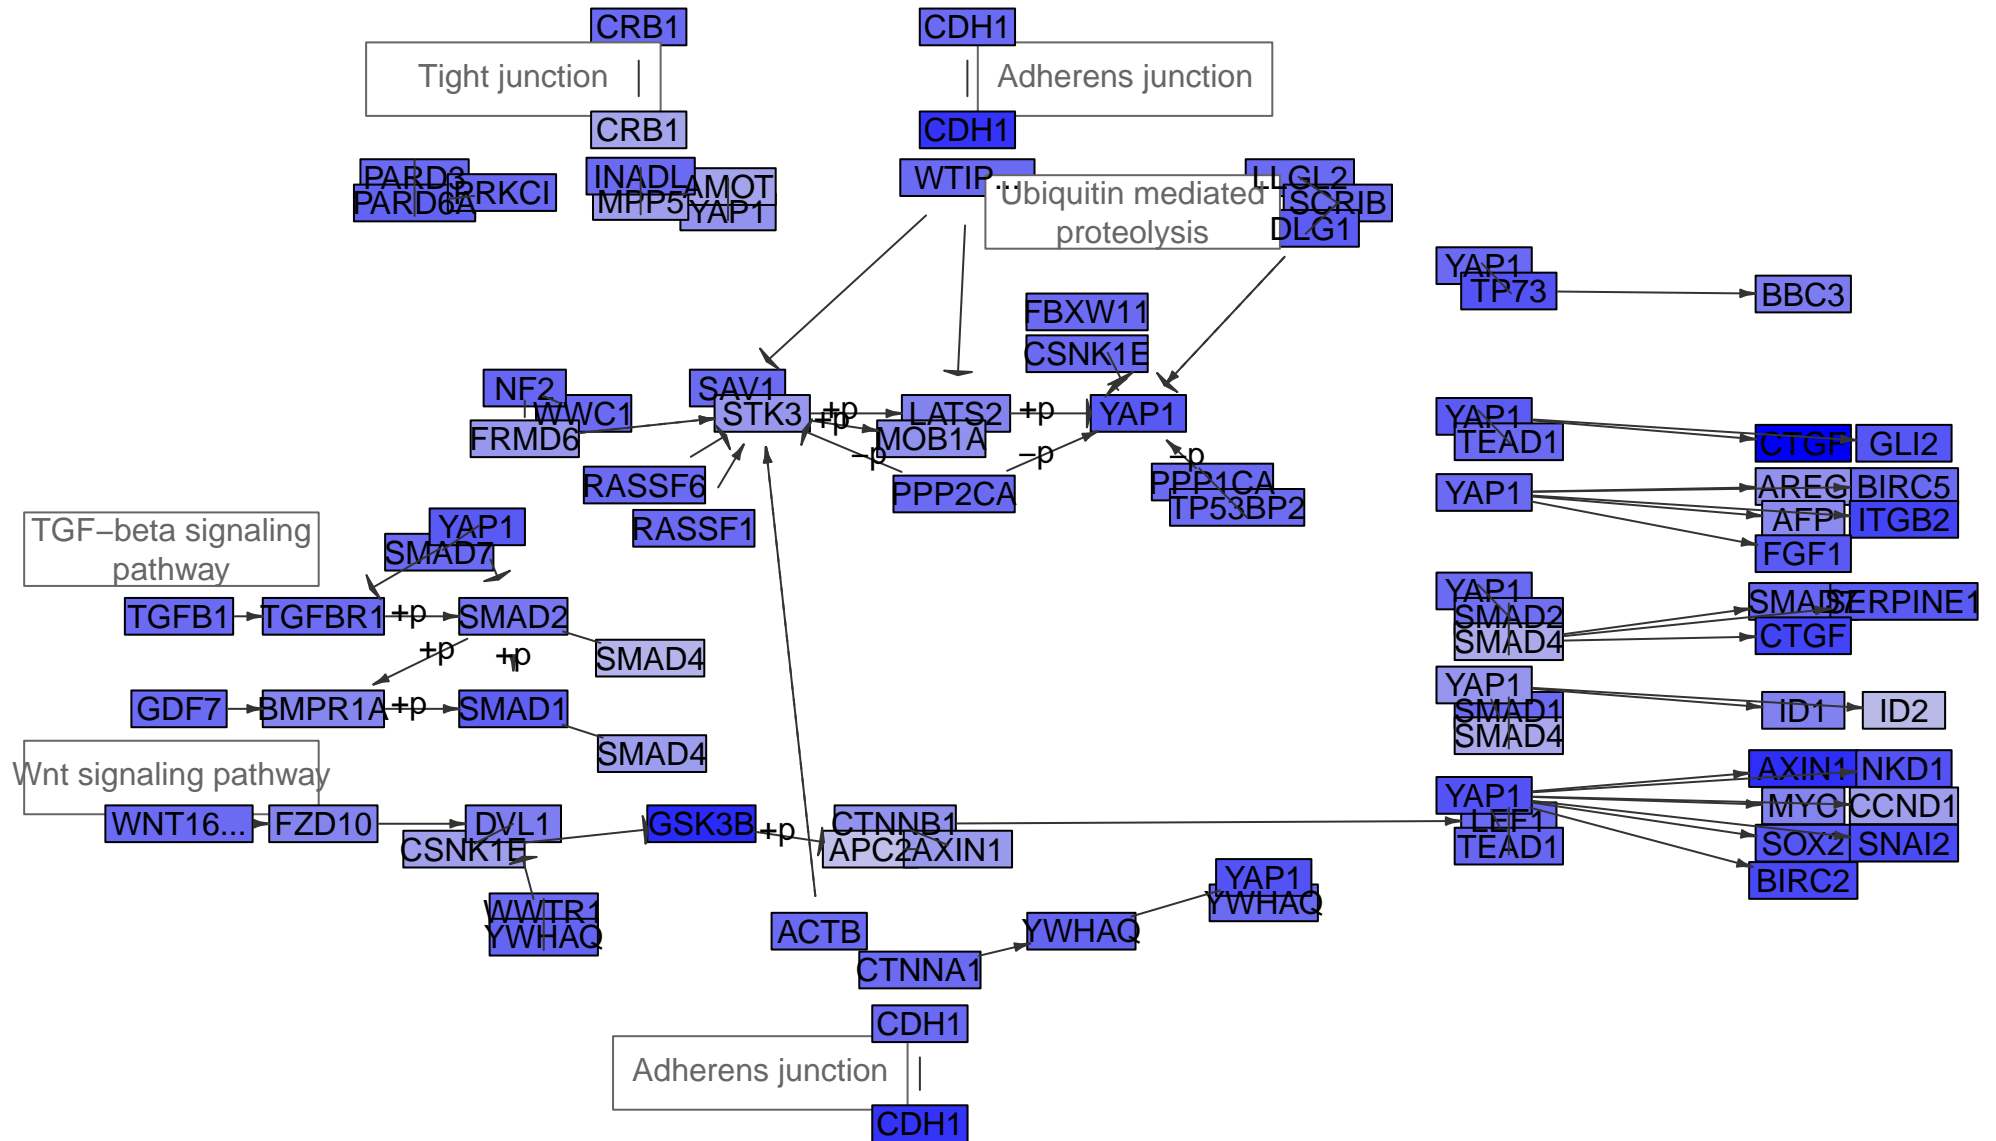 CRB1
CDH1
Tight junction
Adherens junction
CRB1
CDH1
PARD3
PRKCI
PARD6A
INADL
AMOT
MPP5
YAP1
WTIP...
LLGL2
Ubiquitin mediated
proteolysis
SCRIB
DLG1
YAP1
TP73
BBC3
FBXW11
CSNK1E
NF2
WWC1
FRMD6
SAV1
STK3
+p
+p
LATS2
MOB1A
+p
YAP1
−p
−p
−p
RASSF6
RASSF1
PPP2CA
PPP1CA
TP53BP2
YAP1
TEAD1
CTGF
GLI2
YAP1
AREG
BIRC5
AFP
ITGB2
FGF1
TGF−beta signaling
pathway
YAP1
SMAD7
TGFB1
TGFBR1
+p
SMAD2
+p
+p
SMAD4
GDF7
BMPR1A
+p
SMAD1
SMAD4
YAP1
SMAD2
SMAD4
SMAD7
SERPINE1
CTGF
YAP1
SMAD1
SMAD4
ID1
ID2
Wnt signaling pathway
WNT16...
FZD10
DVL1
CSNK1E
GSK3B
+p
CTNNB1
APC2
AXIN1
YAP1
LEF1
TEAD1
AXIN1
NKD1
MYC
CCND1
SOX2
SNAI2
BIRC2
WWTR1
YWHAQ
ACTB
CTNNA1
YWHAQ
YAP1
YWHAQ
CDH1
Adherens junction
CDH1